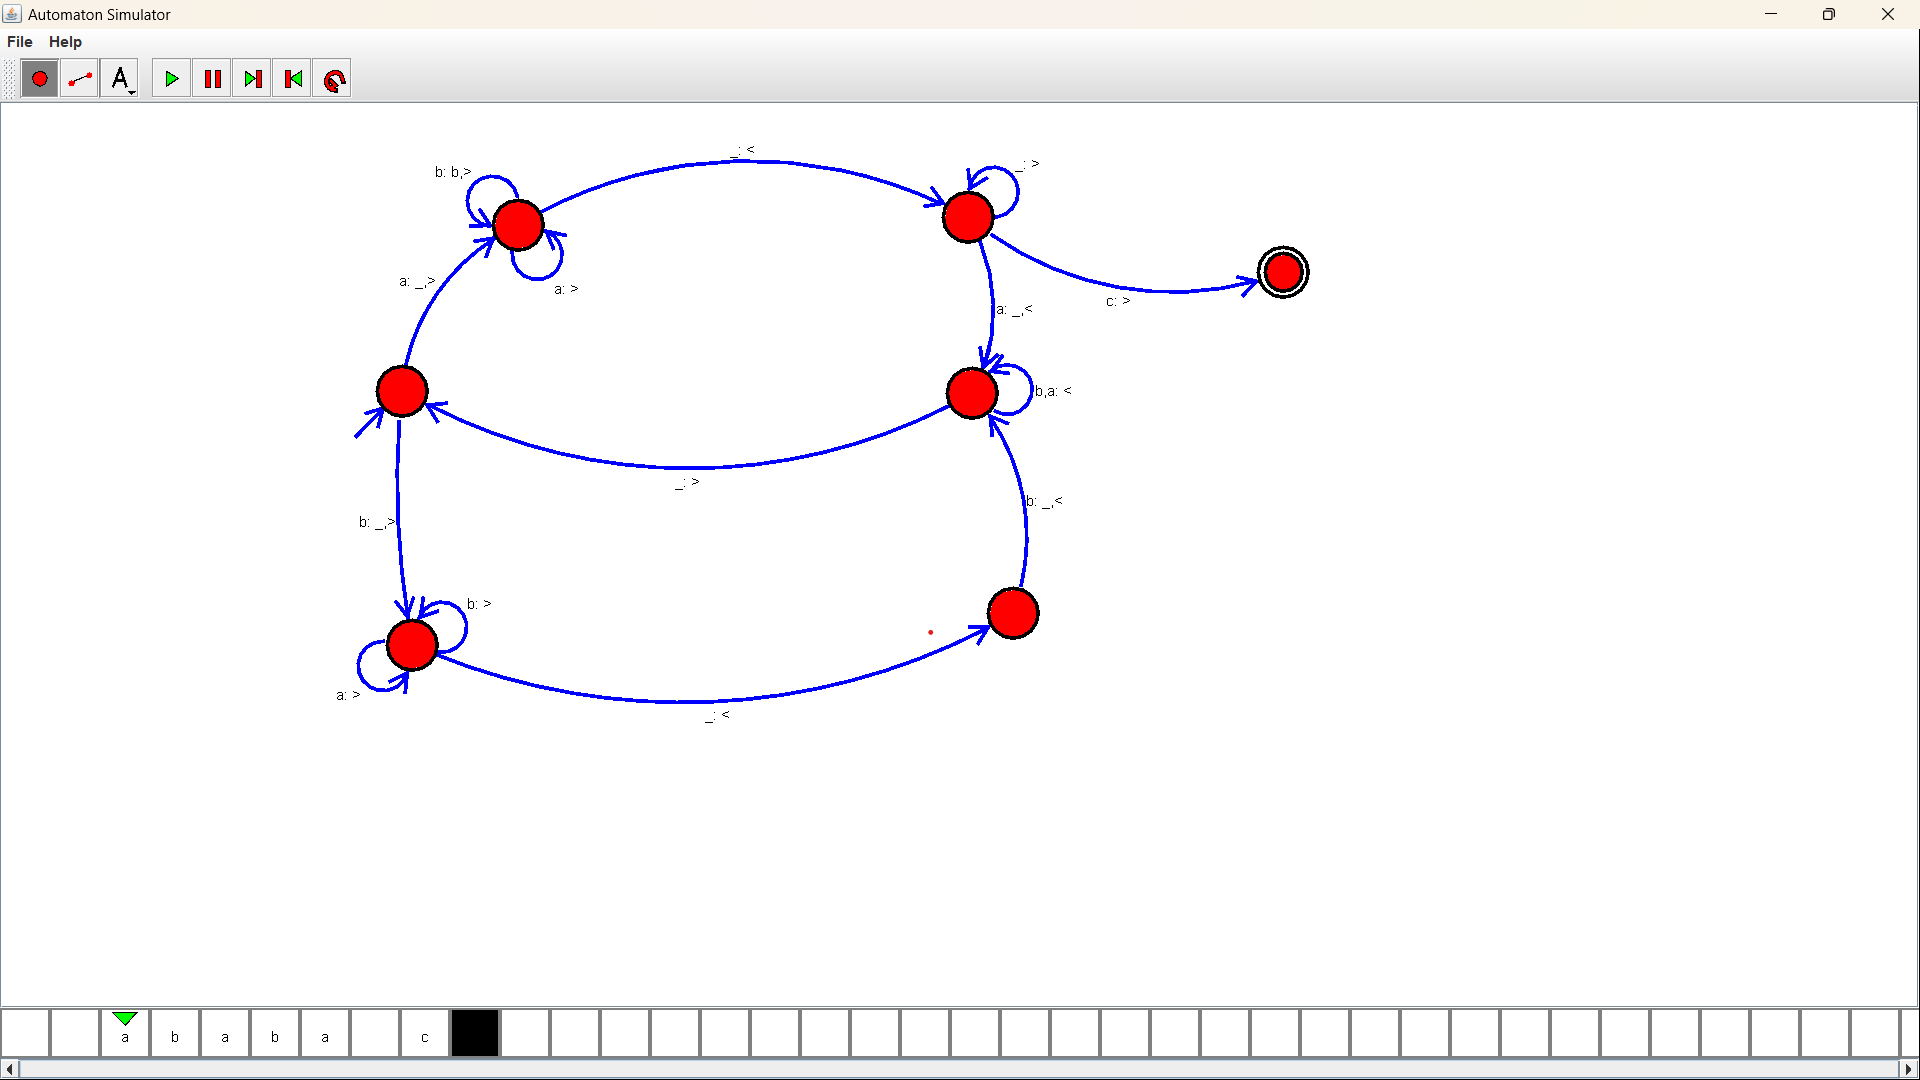 Automaton Simulator
File Help
A
_: <
_: >
b: b,>
a: _,>
a: >
c: >
a: _,<
b,a: <
_: >
b: _,<
b: _,>
b: >
a: >
_: <
a b a b a c